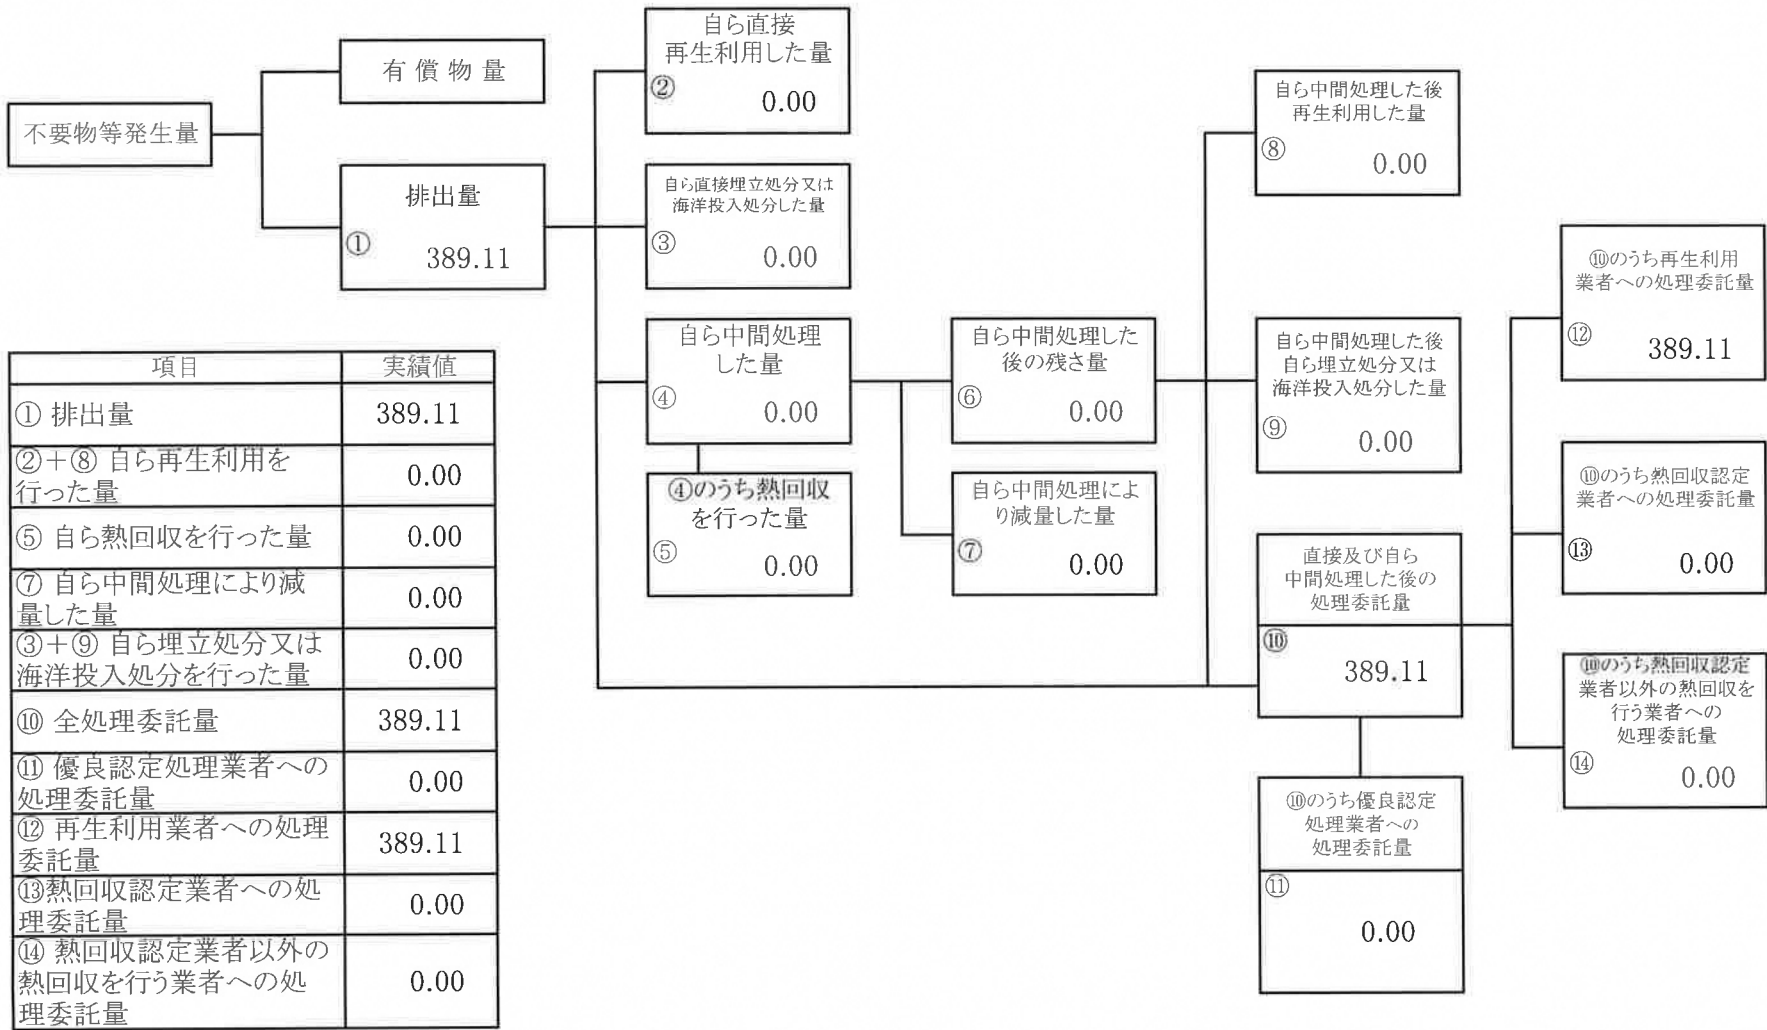 不要物等発生量
有償物量
排出量
①
389.11
自ら直接
再生利用した量
②
0.00
自ら直接埋立処分又は
海洋投入処分した量
③
0.00
自ら中間処理
した量
④
0.00
④のうち熱回収
を行った量
⑤
0.00
自ら中間処理した
後の残さ量
⑥
0.00
自ら中間処理によ
り減量した量
⑦
0.00
自ら中間処理した後
再生利用した量
⑧
0.00
自ら中間処理した後
自ら埋立処分又は
海洋投入処分した量
⑨
0.00
直接及び自ら
中間処理した後の
処理委託量
⑩
389.11
⑩のうち優良認定
処理業者への
処理委託量
⑪
0.00
⑩のうち再生利用
業者への処理委託量
⑫
389.11
⑩のうち熱回収認定
業者への処理委託量
⑬
0.00
⑩のうち熱回収認定
業者以外の熱回収を
行う業者への
処理委託量
⑭
0.00
項目 実績値
① 排出量 389.11
②+⑧ 自ら再生利用を
行った量 0.00
⑤ 自ら熱回収を行った量 0.00
⑦ 自ら中間処理により減
量した量 0.00
③+⑨ 自ら埋立処分又は
海洋投入処分を行った量 0.00
⑩ 全処理委託量 389.11
⑪ 優良認定処理業者への
処理委託量 0.00
⑫ 再生利用業者への処理
委託量 389.11
⑬熱回収認定業者への処
理委託量 0.00
⑭ 熱回収認定業者以外の
熱回収を行う業者への処
理委託量 0.00